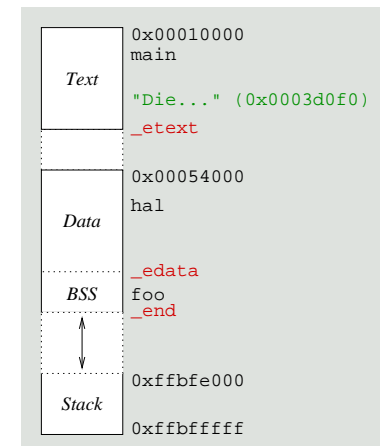 0x00010000
main
Text
"Die..." (0x0003d0f0)
_etext
0x00054000
hal
Data
_edata
BSS
foo
_end
0xffbfe000
Stack
0xffbfffff